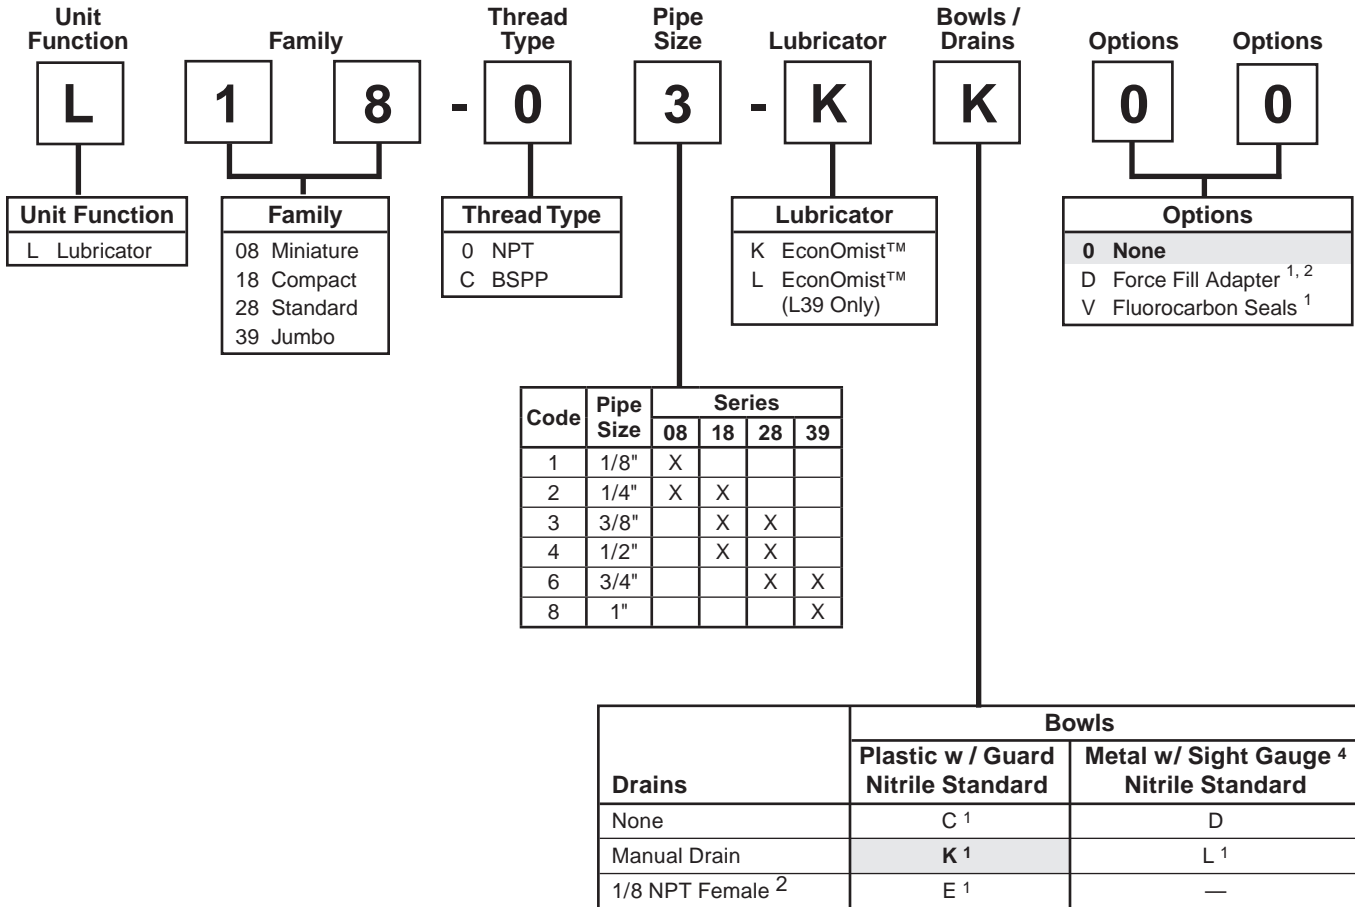 Unit Function Family Thread Type Pipe Size Lubricator Bowls / Drains Options Options
L 1 8 - 0 3 - K K 0 0
Unit Function
L Lubricator
Family
08 Miniature
18 Compact
28 Standard
39 Jumbo
Thread Type
0 NPT
C BSPP
Lubricator
K EconOmist™
L EconOmist™
(L39 Only)
Options
0 None
D Force Fill Adapter 1, 2
V Fluorocarbon Seals 1
Code Pipe Size Series
08 18 28 39
1 1/8" X
2 1/4" X X
3 3/8" X X
4 1/2" X X
6 3/4" X X
8 1" X
Bowls
Drains Plastic w / Guard Nitrile Standard Metal w/ Sight Gauge 4 Nitrile Standard
None C 1 D
Manual Drain K 1 L 1
1/8 NPT Female 2 E 1 —